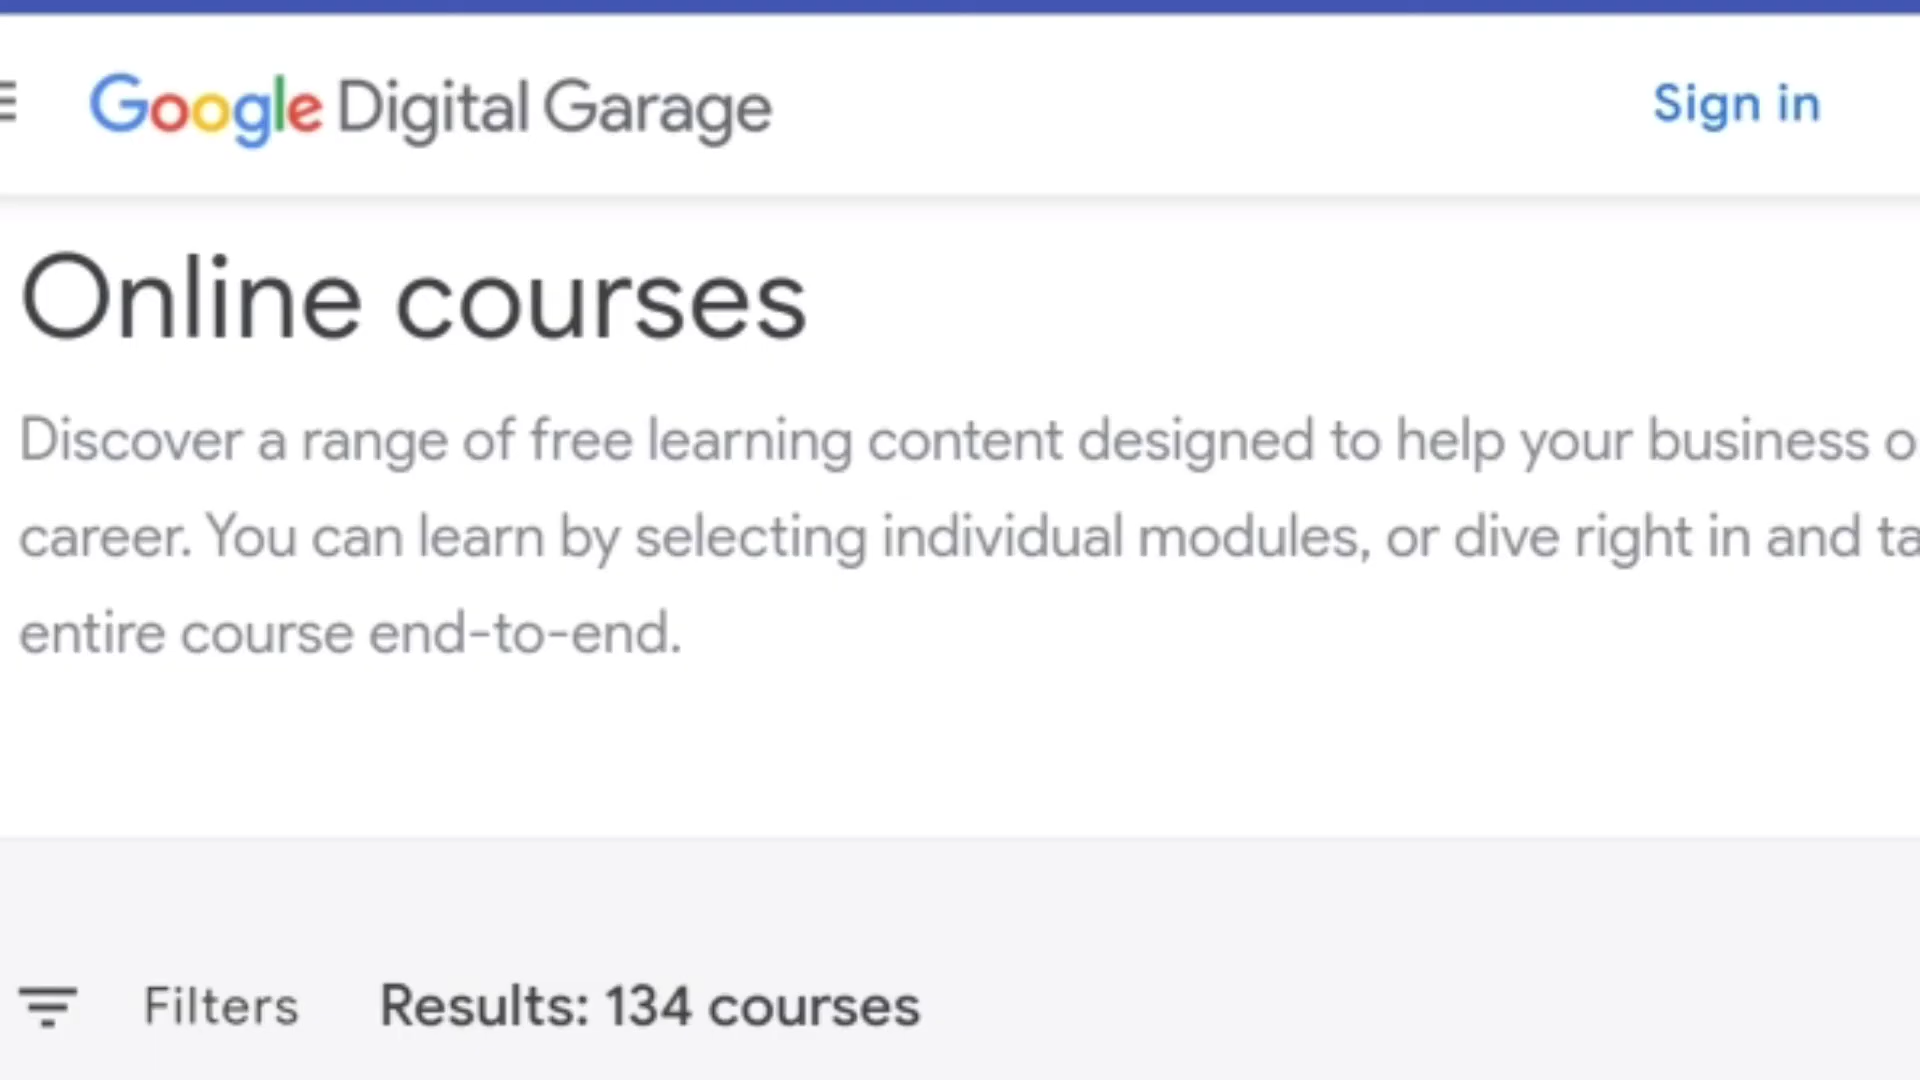 Google Digital Garage
Sign in
Online courses
Discover a range of free learning content designed to help your business
career. You can learn by selecting individual modules, or dive right in and
entire course end-to-end.
Filters
Results: 134 courses